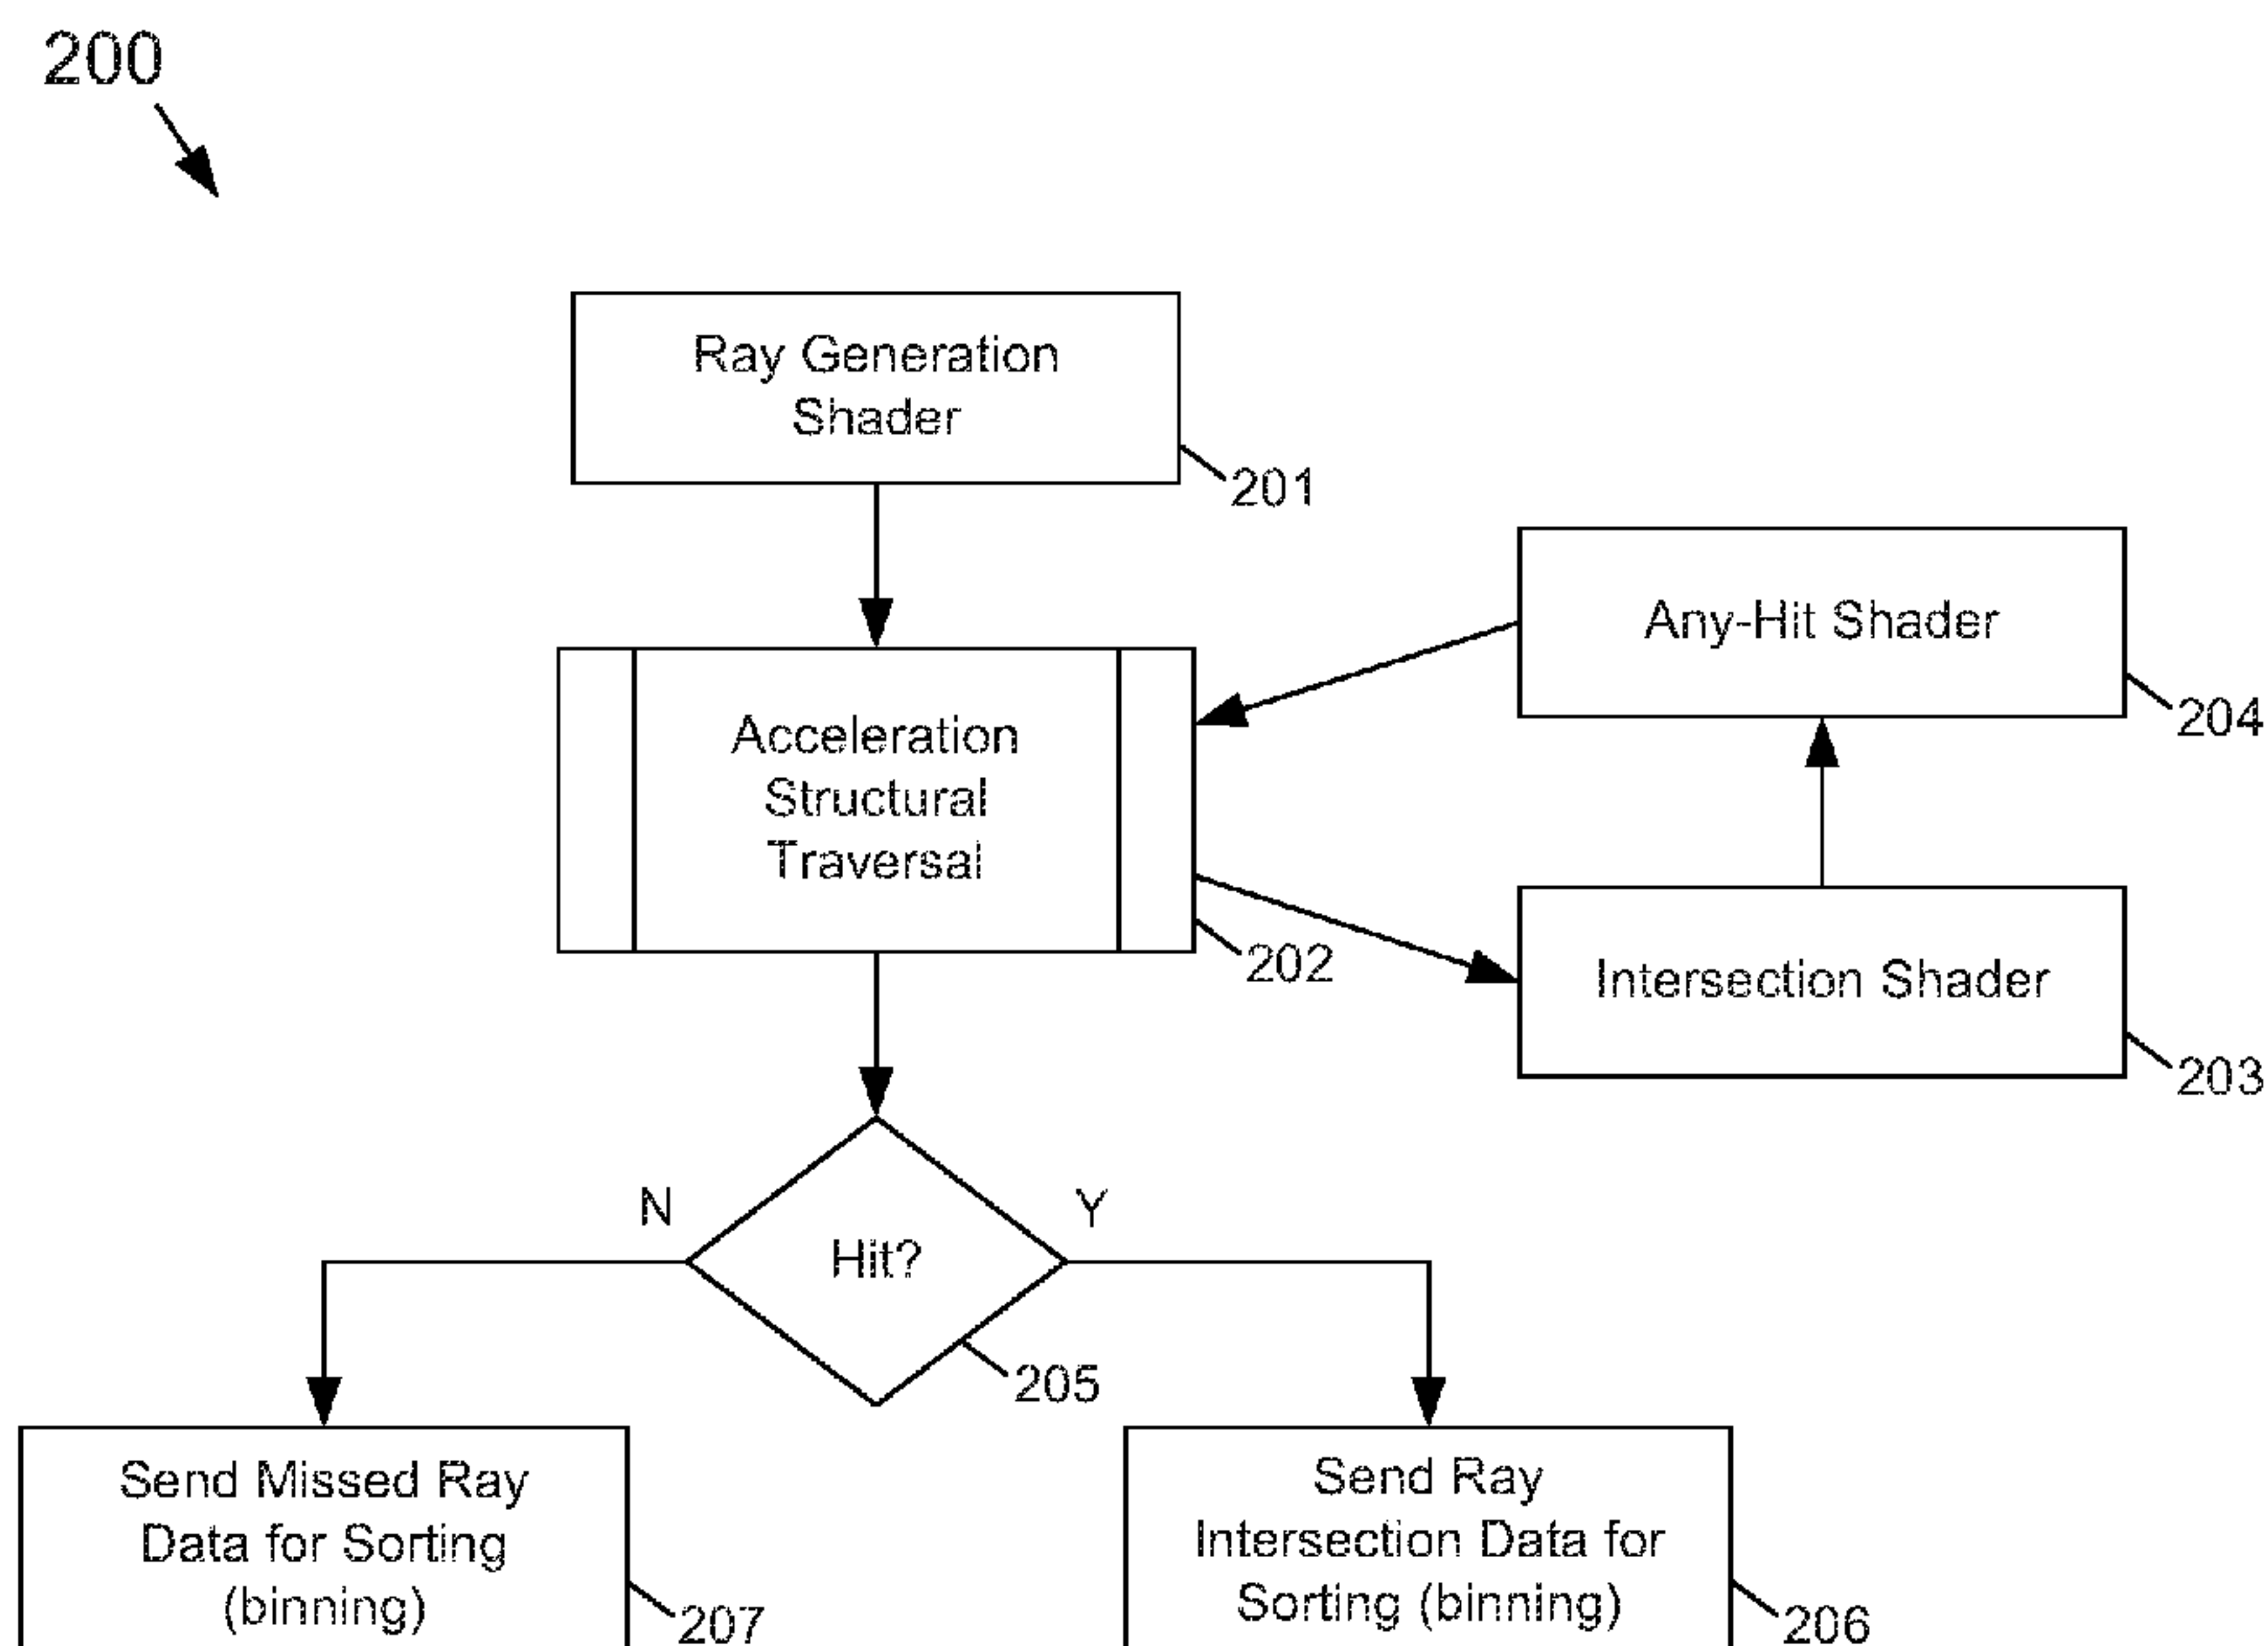 200
Ray Generation
Shader
201
Any-Hit Shader
204
Acceleration
Structural
Traversal
202
Intersection Shader
203
N
Y
Hit?
205
Send Missed Ray
Data for Sorting
(binning)
207
Send Ray
Intersection Data for
Sorting (binning)
206